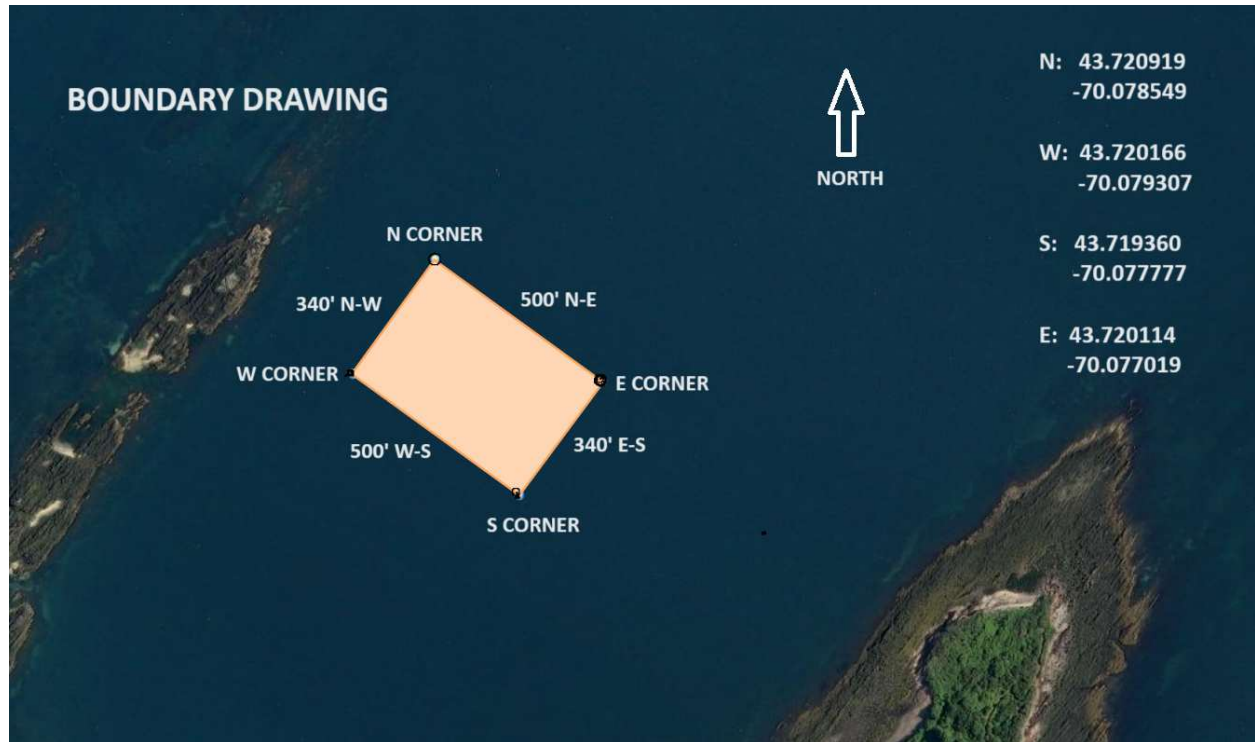 BOUNDARY DRAWING
NORTH
N CORNER
340' N-W
500' N-E
W CORNER
E CORNER
500' W-S
340' E-S
S CORNER
N: 43.720919
-70.078549
W: 43.720166
-70.079307
S: 43.719360
-70.077777
E: 43.720114
-70.077019